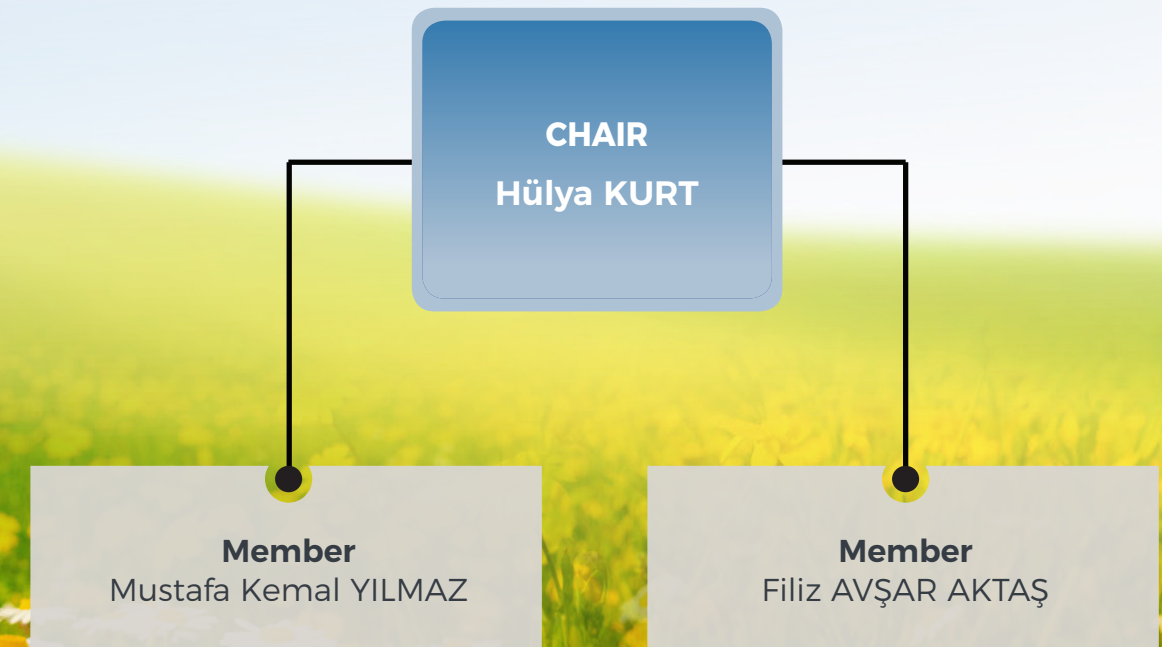 CHAIR
Hülya KURT
Member
Mustafa Kemal YILMAZ
Member
Filiz AVŞAR AKTAŞ